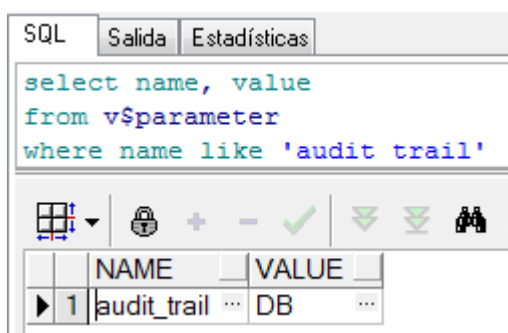 SQL Salida Estadísticas
select name, value
from v$parameter
where name like 'audit trail'
NAME VALUE
1 audit_trail ... DB ...